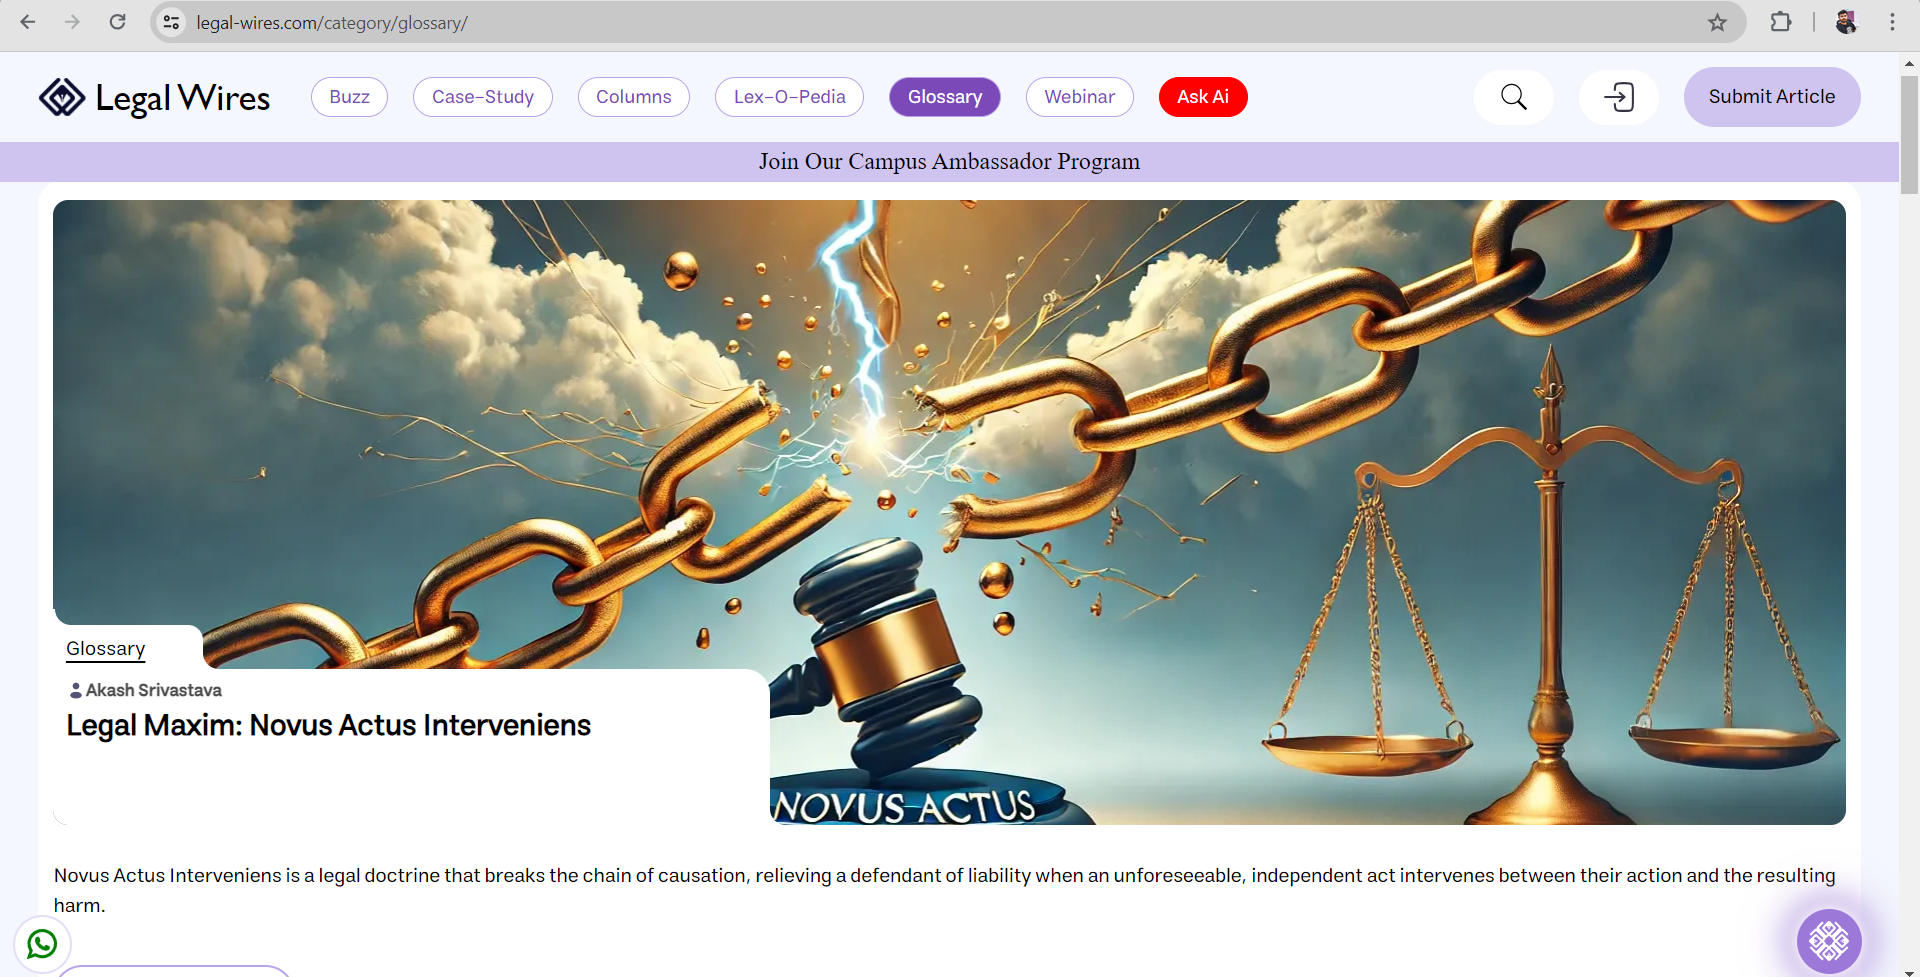 legal-wires.com/category/glossary/
Legal Wires
Buzz
Case-Study
Columns
Lex-O-Pedia
Glossary
Webinar
Ask Ai
Submit Article
Join Our Campus Ambassador Program
Glossary
Akash Srivastava
Legal Maxim: Novus Actus Interveniens
NOVUS ACTUS
Novus Actus Interveniens is a legal doctrine that breaks the chain of causation, relieving a defendant of liability when an unforeseeable, independent act intervenes between their action and the resulting
harm.